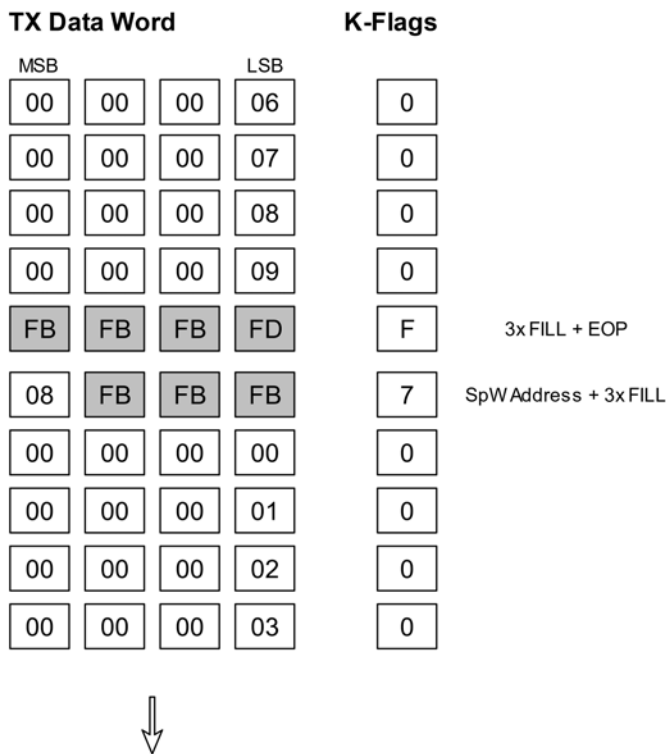 TX Data Word K-Flags
MSB LSB
00 00 00 06 0
00 00 00 07 0
00 00 00 08 0
00 00 00 09 0
FB FB FB FD F 3x FILL + EOP
08 FB FB FB 7 SpW Address + 3x FILL
00 00 00 00 0
00 00 00 01 0
00 00 00 02 0
00 00 00 03 0